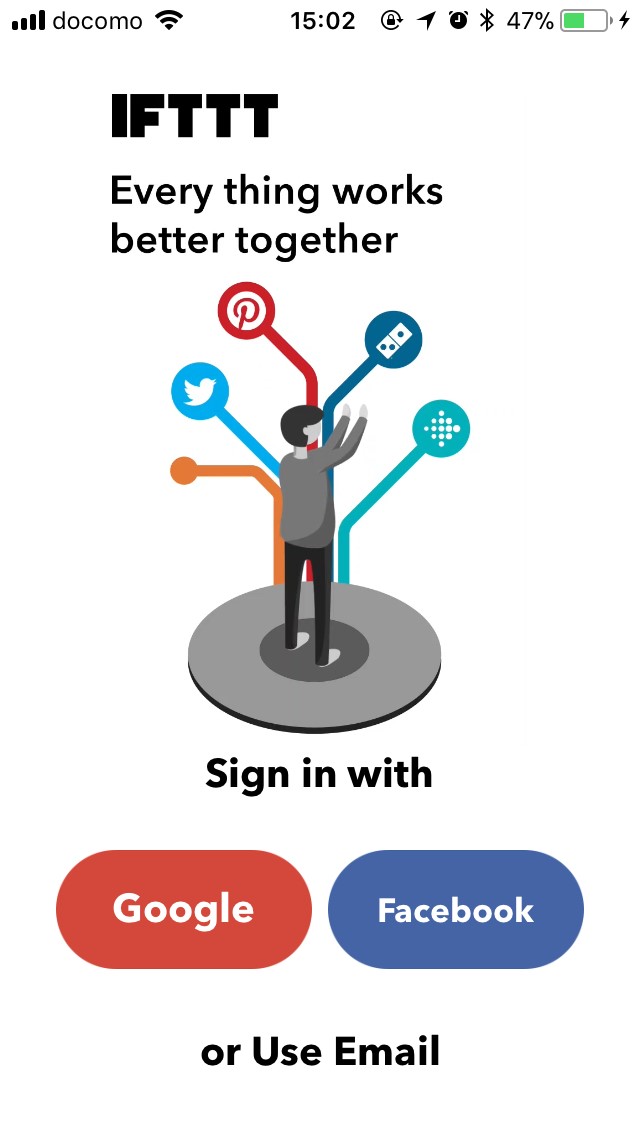 docomo 15:02 47%
IFTTT
Every thing works
better together
Sign in with
Google Facebook
or Use Email